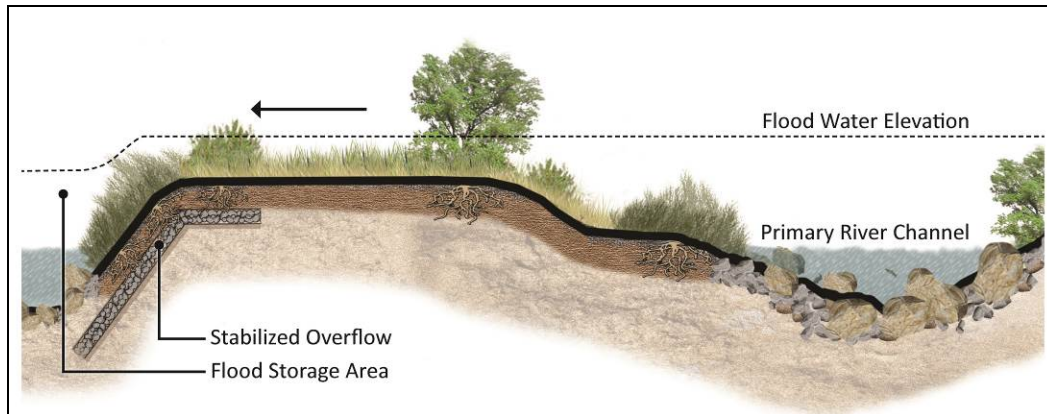 Flood Water Elevation
Primary River Channel
Stabilized Overflow
Flood Storage Area